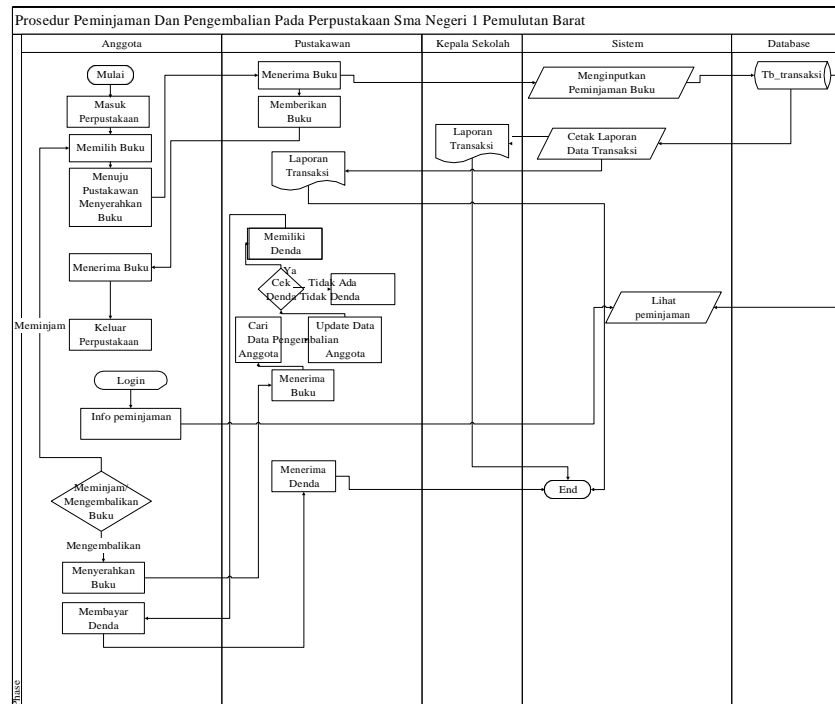 Prosedur Peminjaman Dan Pengembalian Pada Perpustakaan Sma Negeri 1 Pemulutan Barat
Anggota
Pustakawan
Kepala Sekolah
Sistem
Database
Mulai
Masuk
Perpustakaan
Memilih Buku
Menuju
Pustakawan
Menyerahkan
Buku
Menerima Buku
Keluar
Perpustakaan
Meminjam
Login
Info peminjaman
Meminjam/
Mengembalikan
Buku
Mengembalikan
Menyerahkan
Buku
Membayar
Denda
Menerima Buku
Memberikan
Buku
Laporan
Transaksi
Memiliki
Denda
Ya
Cek
Denda
Tidak
Tidak Ada
Denda
Cari
Data
Anggota
Update Data
Pengembalian
Anggota
Menerima
Buku
Menerima
Denda
Laporan
Transaksi
Menginputkan
Peminjaman Buku
Cetak Laporan
Data Transaksi
Lihat
peminjaman
End
Tb_transaksi
Phase